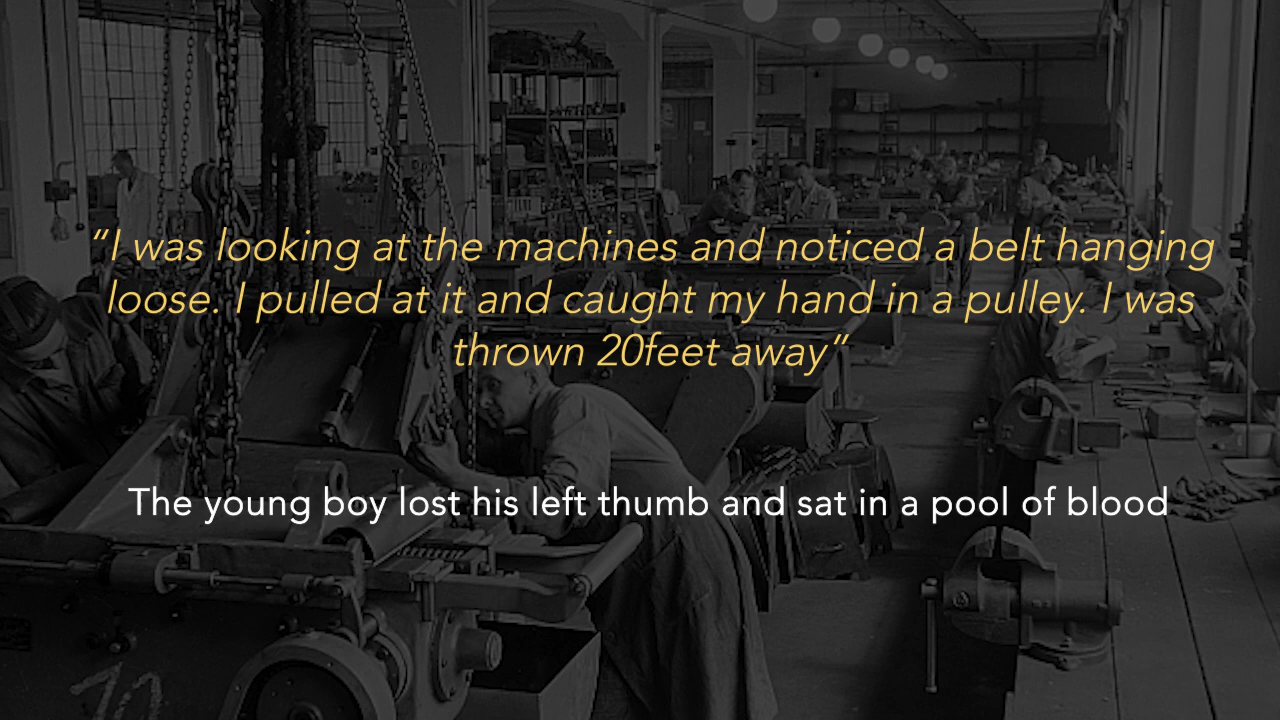 “I was looking at the machines and noticed a belt hanging
loose. I pulled at it and caught my hand in a pulley. I was
thrown 20feet away”
The young boy lost his left thumb and sat in a pool of blood